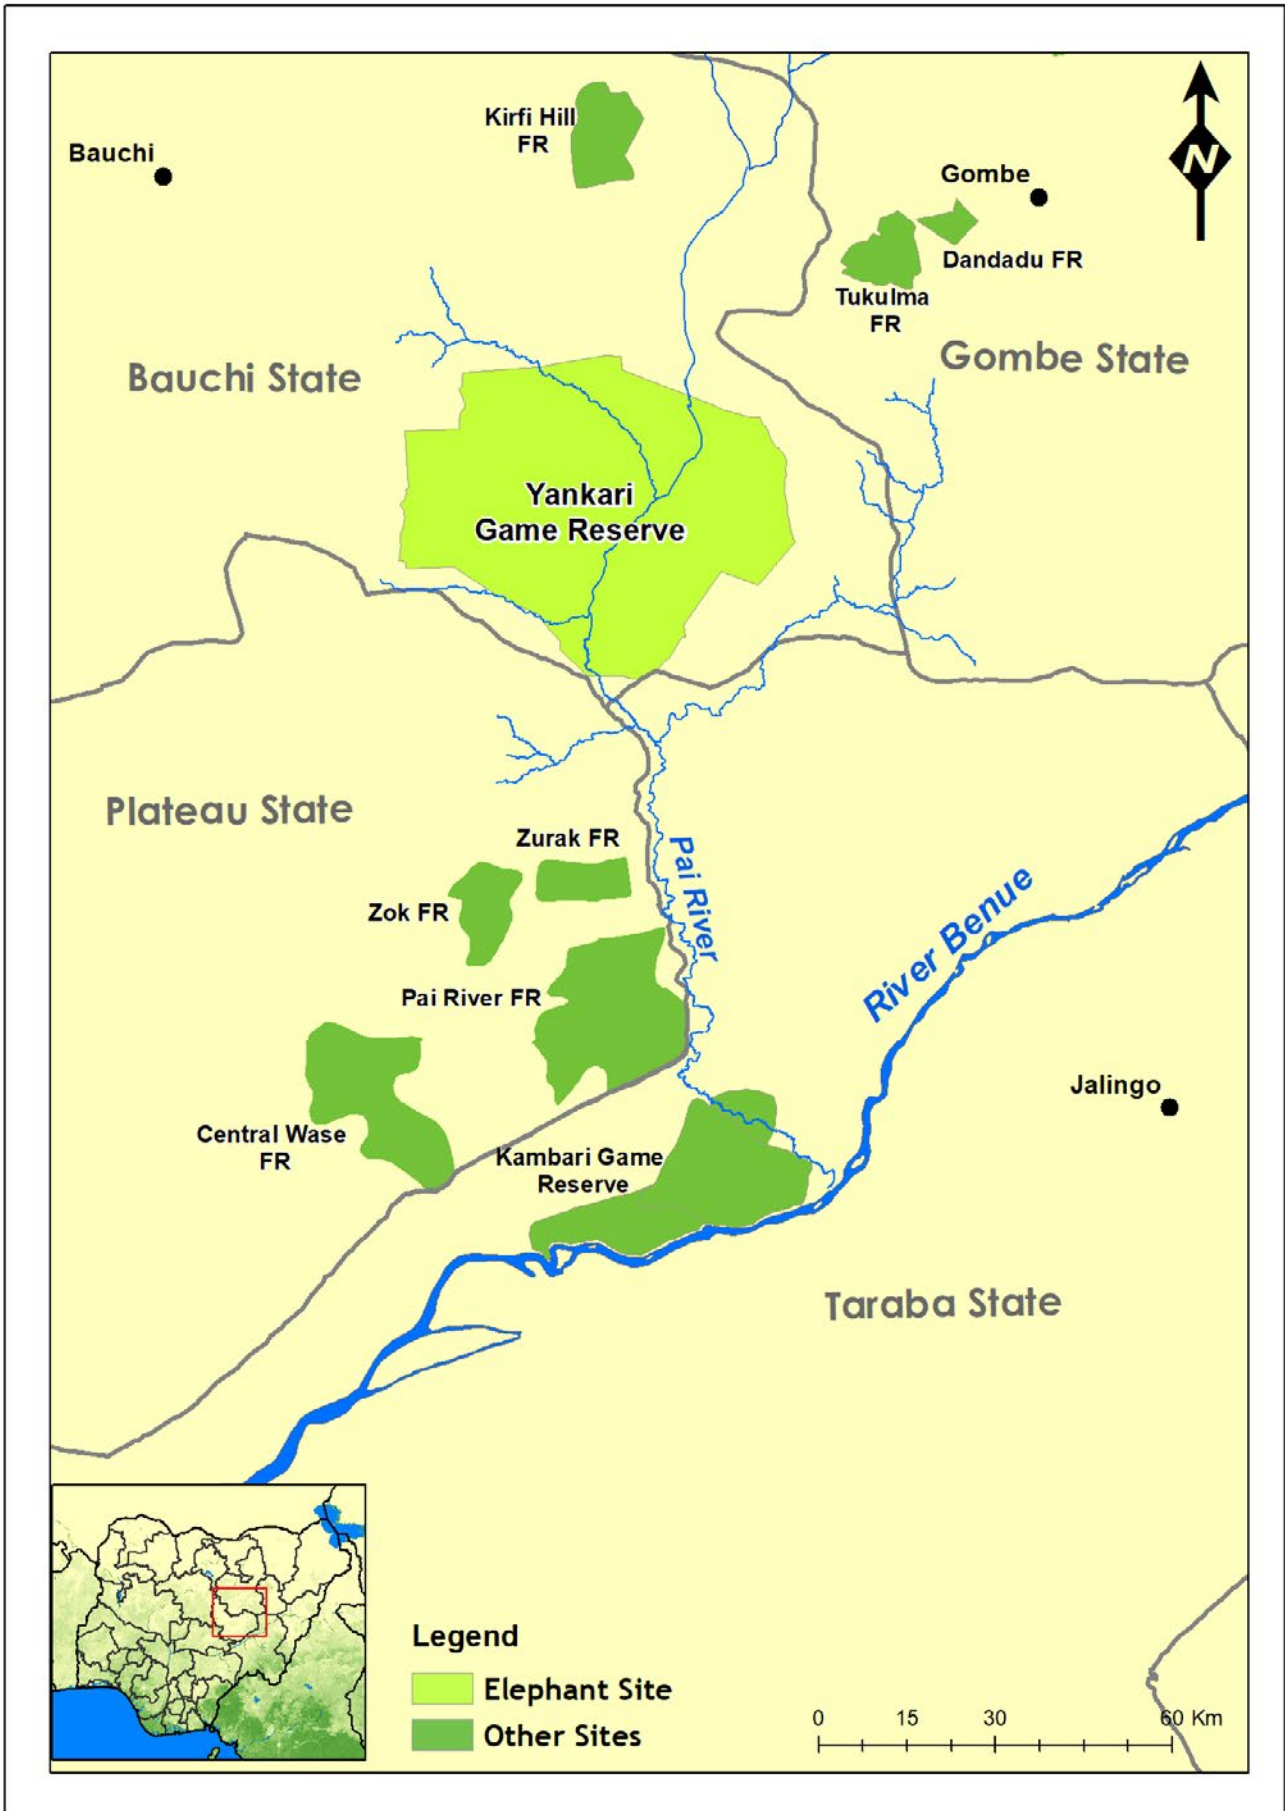 Kirfi Hill
FR
Bauchi
Gombe
N
Dandadu FR
Tukulma
FR
Gombe State
Bauchi State
Yankari
Game Reserve
Plateau State
Zurak FR
Pai River
Zok FR
River Benue
Pai River FR
Jalingo
Central Wase
FR
Kambari Game
Reserve
Taraba State
Legend
Elephant Site
Other Sites
0 15 30 60 Km